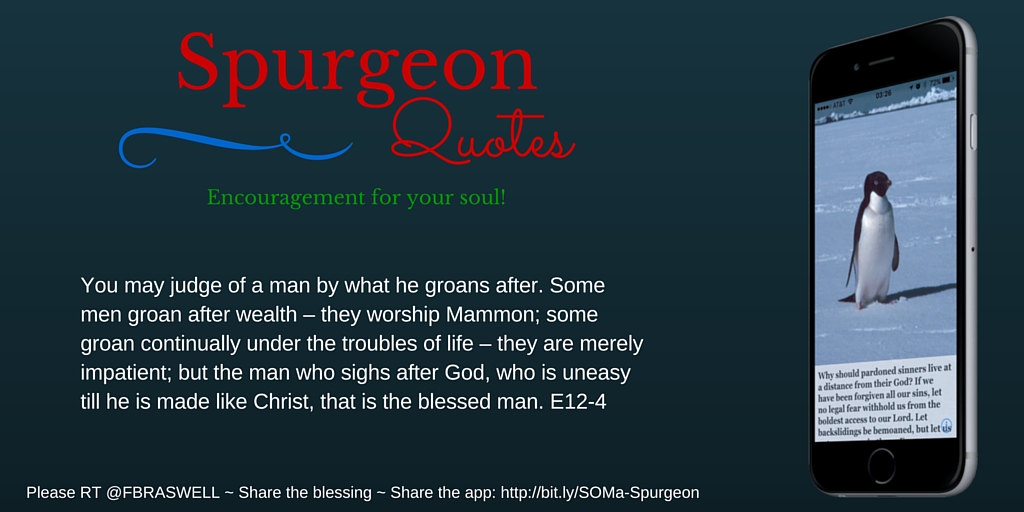 Spurgeon
Quotes
Encouragement for your soul!
You may judge of a man by what he groans after. Some
men groan after wealth – they worship Mammon; some
groan continually under the troubles of life – they are merely
impatient; but the man who sighs after God, who is uneasy
till he is made like Christ, that is the blessed man. E12-4
Please RT @FBRASWELL ~ Share the blessing ~ Share the app: http://bit.ly/SOMa-Spurgeon
AT&T 03:26 72%
Why should pardoned sinners live at
a distance from their God? If we
have been forgiven all our sins, let
no legal fear withhold us from the
boldest access to our Lord. Let
backslidings be bemoaned, but let us